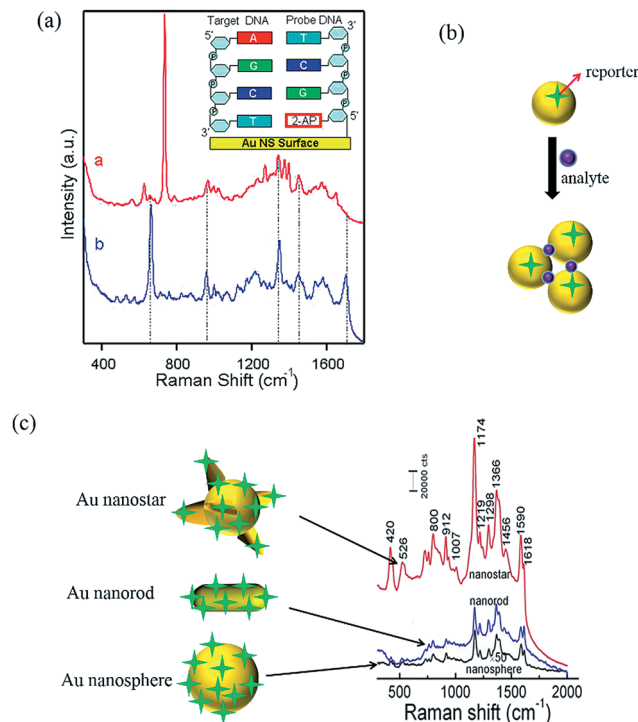 (a)
Target DNA Probe DNA
5' 3'
A T
P P
G C
P P
C G
P P
T 2-AP
3' 5'
Au NS Surface
a
b
Intensity (a.u.)
400 800 1200 1600
Raman Shift (cm⁻¹)
(b)
reporter
analyte
(c)
Au nanostar
Au nanorod
Au nanosphere
20000 cts
420
526
800
912
1007
1174
1219
1298
1366
1456
1590
1618
nanostar
nanorod
×50
nanosphere
500 1000 1500 2000
Raman shift (cm⁻¹)